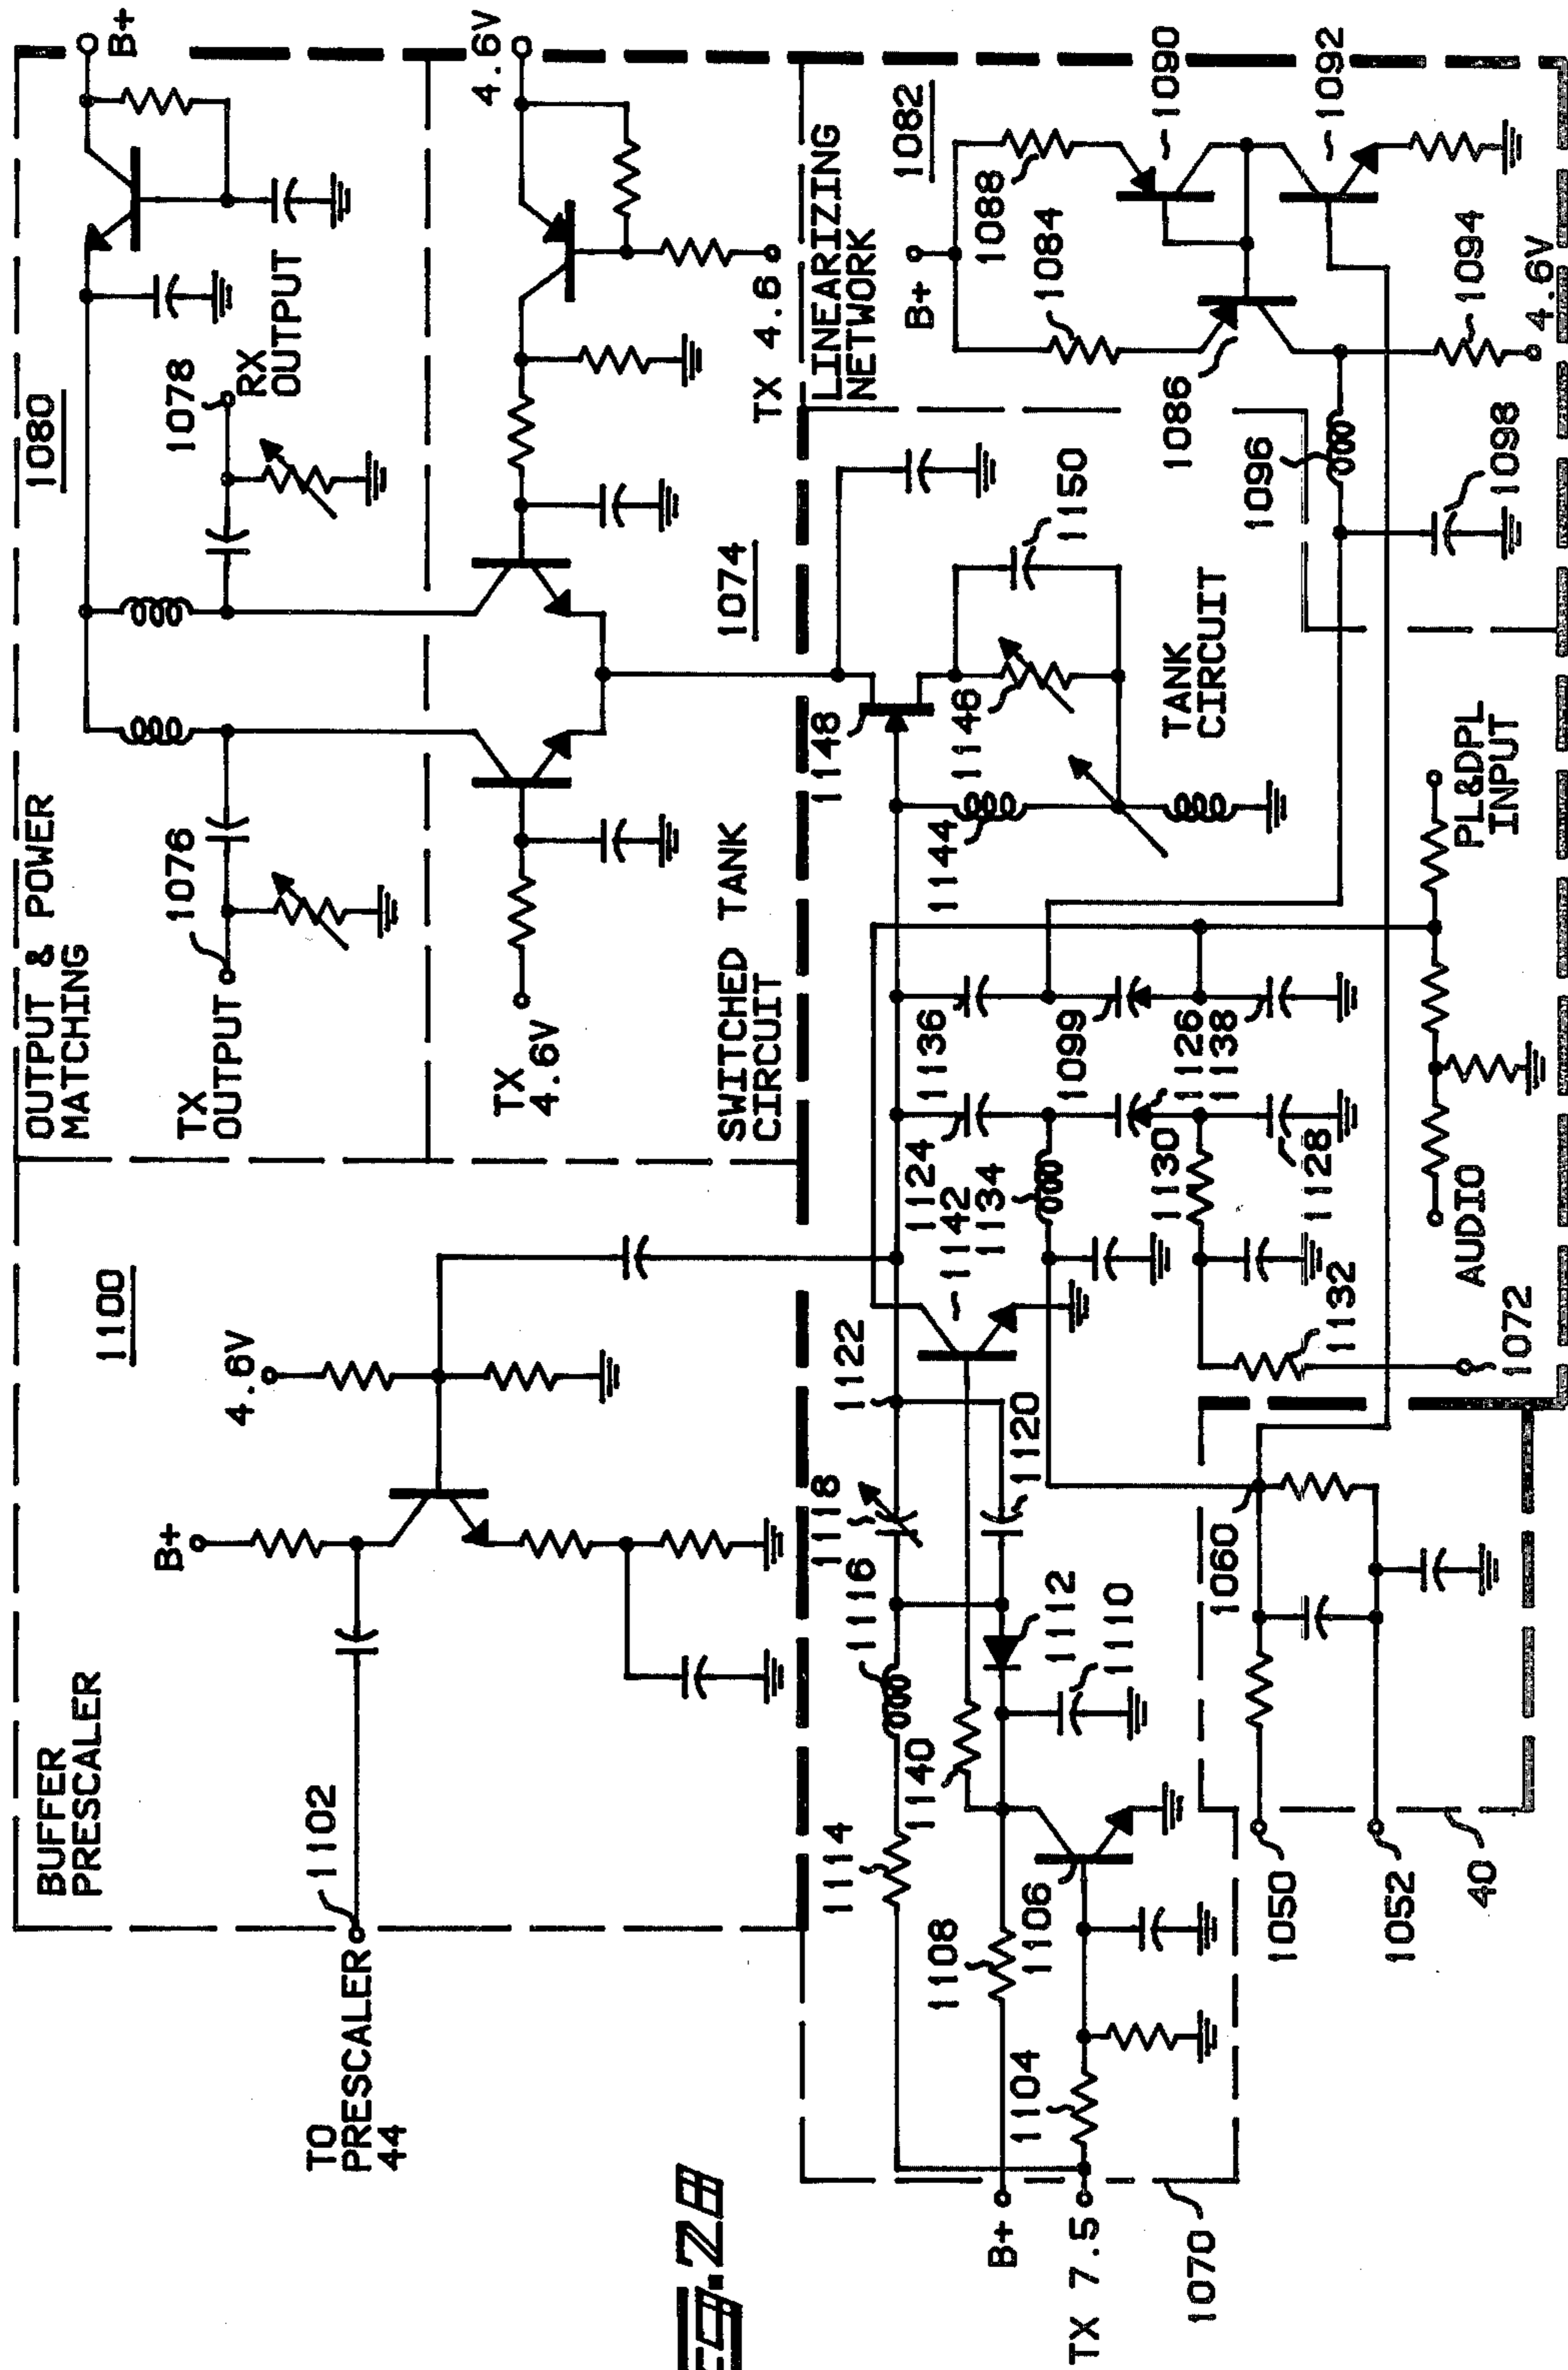 OUTPUT & POWER
MATCHING
1080
B+
TX
OUTPUT
1076
1078
RX
OUTPUT
TX
4.6V
4.6V
TX 4.6
SWITCHED TANK
CIRCUIT
1074
BUFFER
PRESCALER
1100
B+
4.6V
1102
TO
PRESCALER
44
LINEARIZING
NETWORK
1082
B+
1088
1084
1090
1086
1092
1094
4.6V
1096
1098
1148
1150
1146
1144
TANK
CIRCUIT
1136
1099
1126
1138
1124
1142
1134
1130
1128
1132
1072
AUDIO
PL&DPL
INPUT
1122
1118
1120
1116
1112
1110
1114
1140
1108
1106
1104
B+
TX 7.5
1070
1060
1050
1052
40
Fig. 28